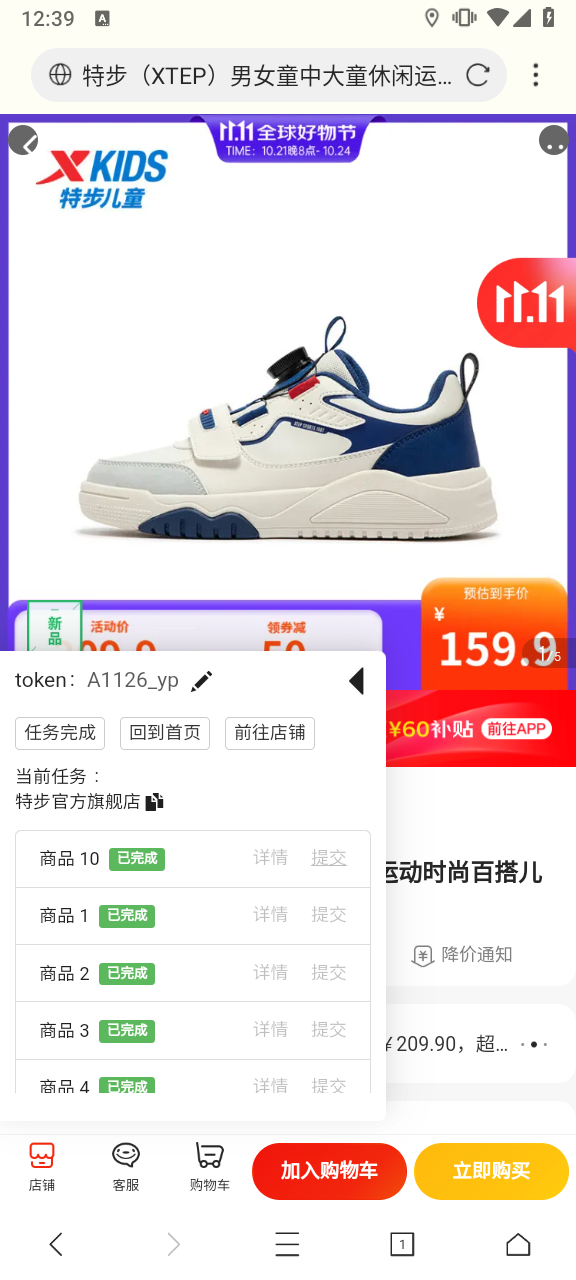 12:39
A
特步（XTEP）男女童中大童休闲运...
11.11全球好物节
TIME: 10.21晚8点- 10.24
XKIDS
特步儿童
11.11
XTEP SPORTS 1987
新品
活动价
领券减
预估到手价
¥
159.9
1/5
token: A1126_yp
任务完成
回到首页
前往店铺
¥60补贴
前往APP
当前任务：
特步官方旗舰店
商品 10 已完成 详情 提交
运动时尚百搭儿
商品 1 已完成 详情 提交
降价通知
商品 2 已完成 详情 提交
商品 3 已完成 详情 提交
¥209.90，超...
商品 4 已完成 详情 提交
店铺
客服
购物车
加入购物车
立即购买
1